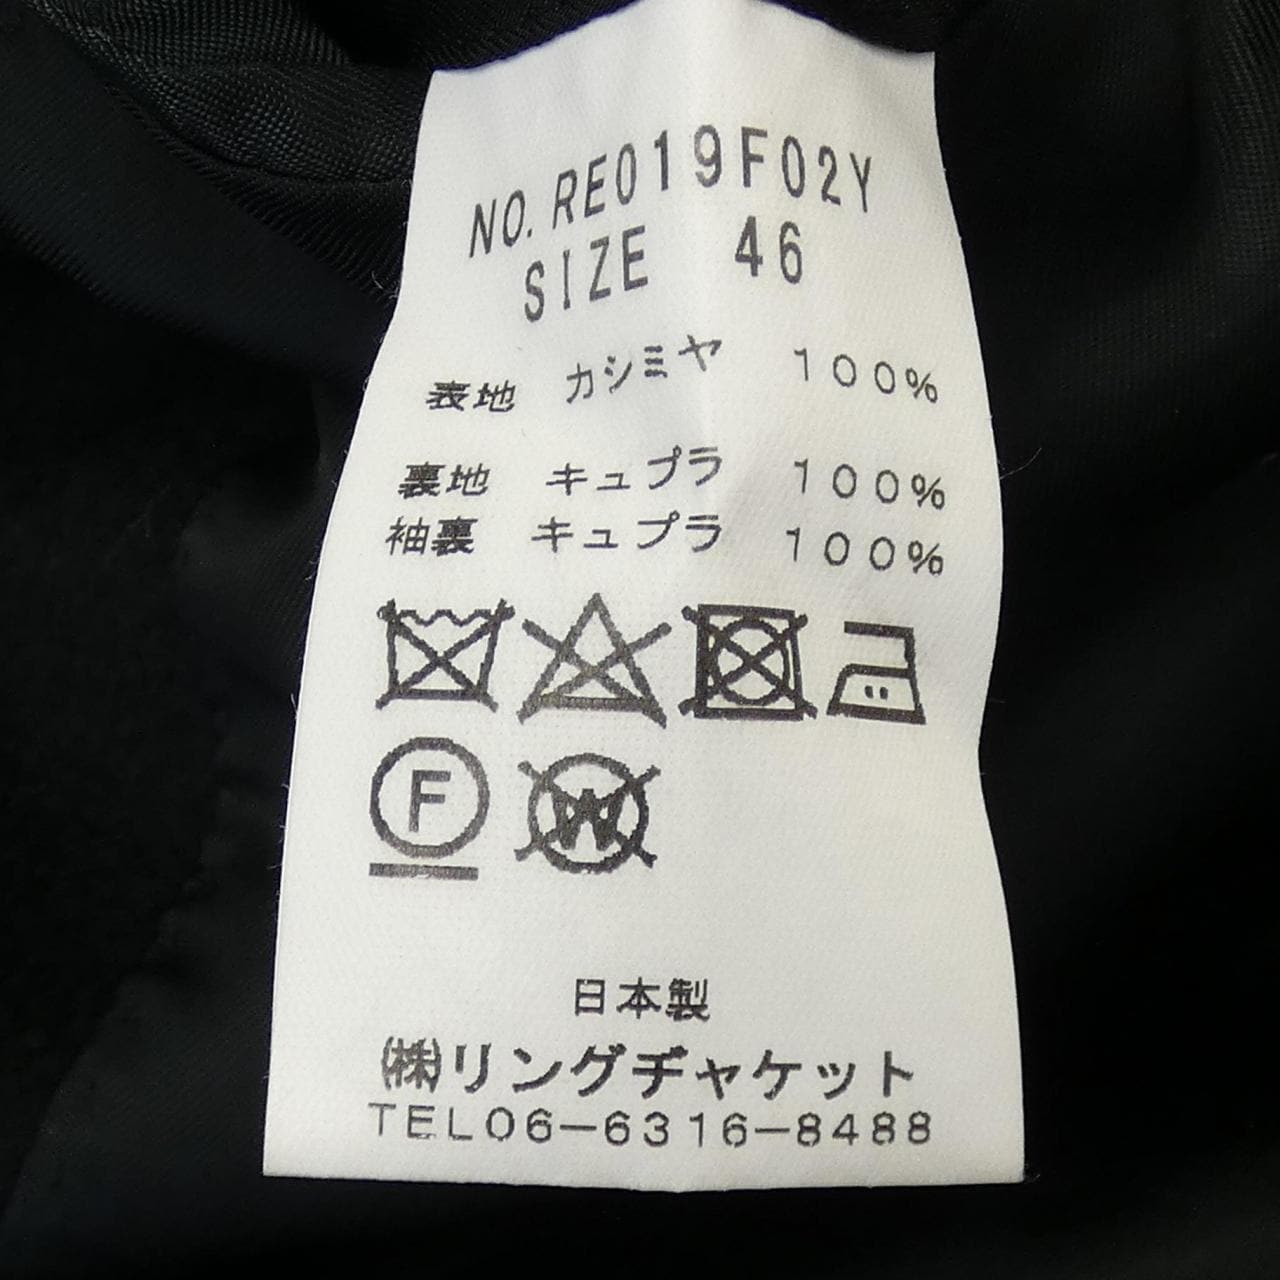 NO. RE019F02Y
SIZE 46
表地 カシミヤ 100%
裏地 キュプラ 100%
袖裏 キュプラ 100%
F W
日本製
(株)リングヂャケット
TEL06-6316-8488